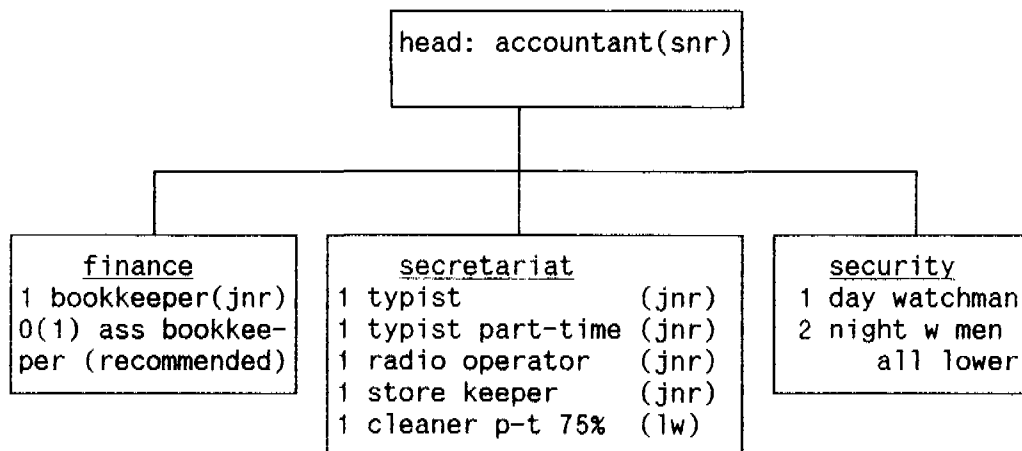 head: accountant(snr)
finance
1 bookkeeper(jnr)
0(1) ass bookkee-
per (recommended)
secretariat
1 typist (jnr)
1 typist part-time (jnr)
1 radio operator (jnr)
1 store keeper (jnr)
1 cleaner p-t 75% (lw)
security
1 day watchman
2 night w men
all lower